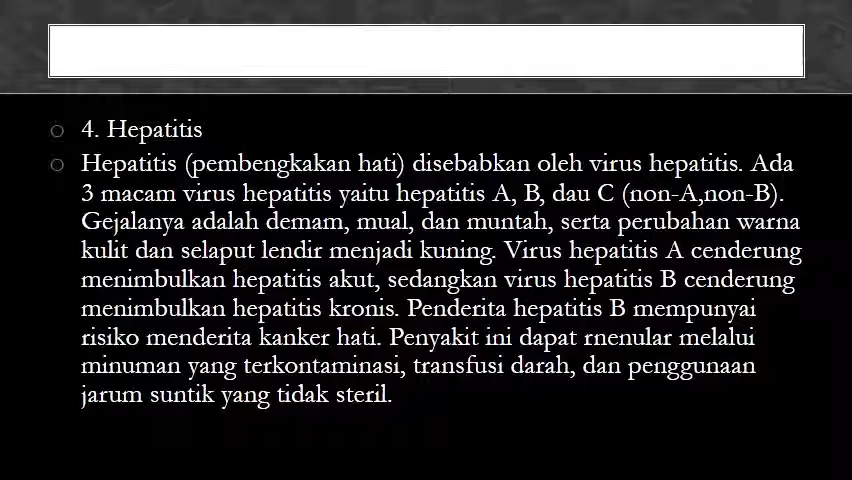 4. Hepatitis
Hepatitis (pembengkakan hati) disebabkan oleh virus hepatitis. Ada
3 macam virus hepatitis yaitu hepatitis A, B, dau C (non-A,non-B).
Gejalanya adalah demam, mual, dan muntah, serta perubahan warna
kulit dan selaput lendir menjadi kuning. Virus hepatitis A cenderung
menimbulkan hepatitis akut, sedangkan virus hepatitis B cenderung
menimbulkan hepatitis kronis. Penderita hepatitis B mempunyai
risiko menderita kanker hati. Penyakit ini dapat rnenular melalui
minuman yang terkontaminasi, transfusi darah, dan penggunaan
jarum suntik yang tidak steril.